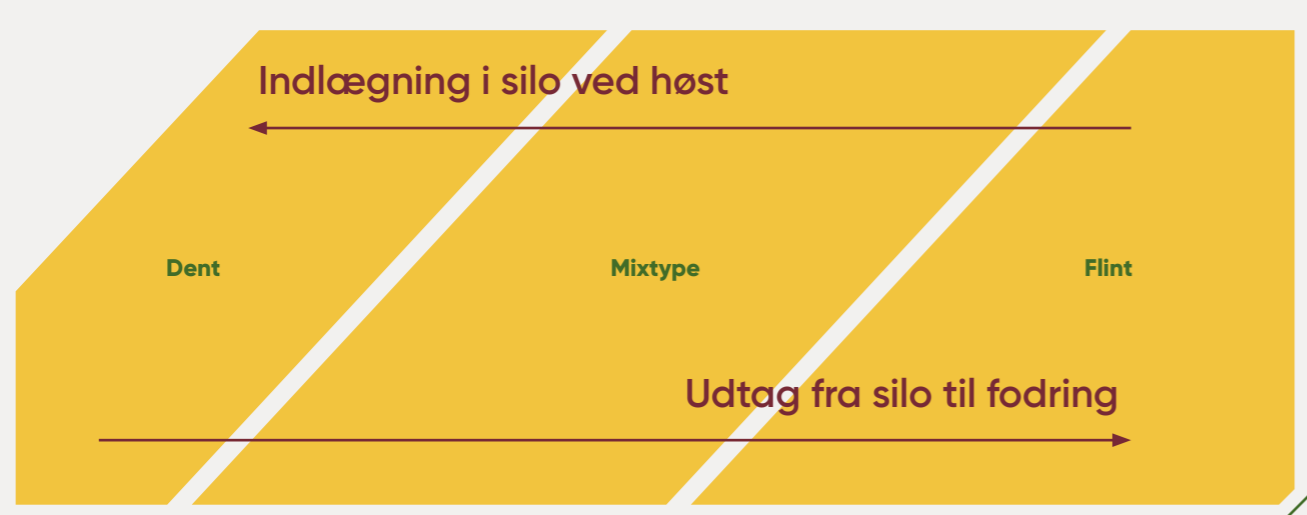 Indlægning i silo ved høst
Dent
Mixtype
Flint
Udtag fra silo til fodring